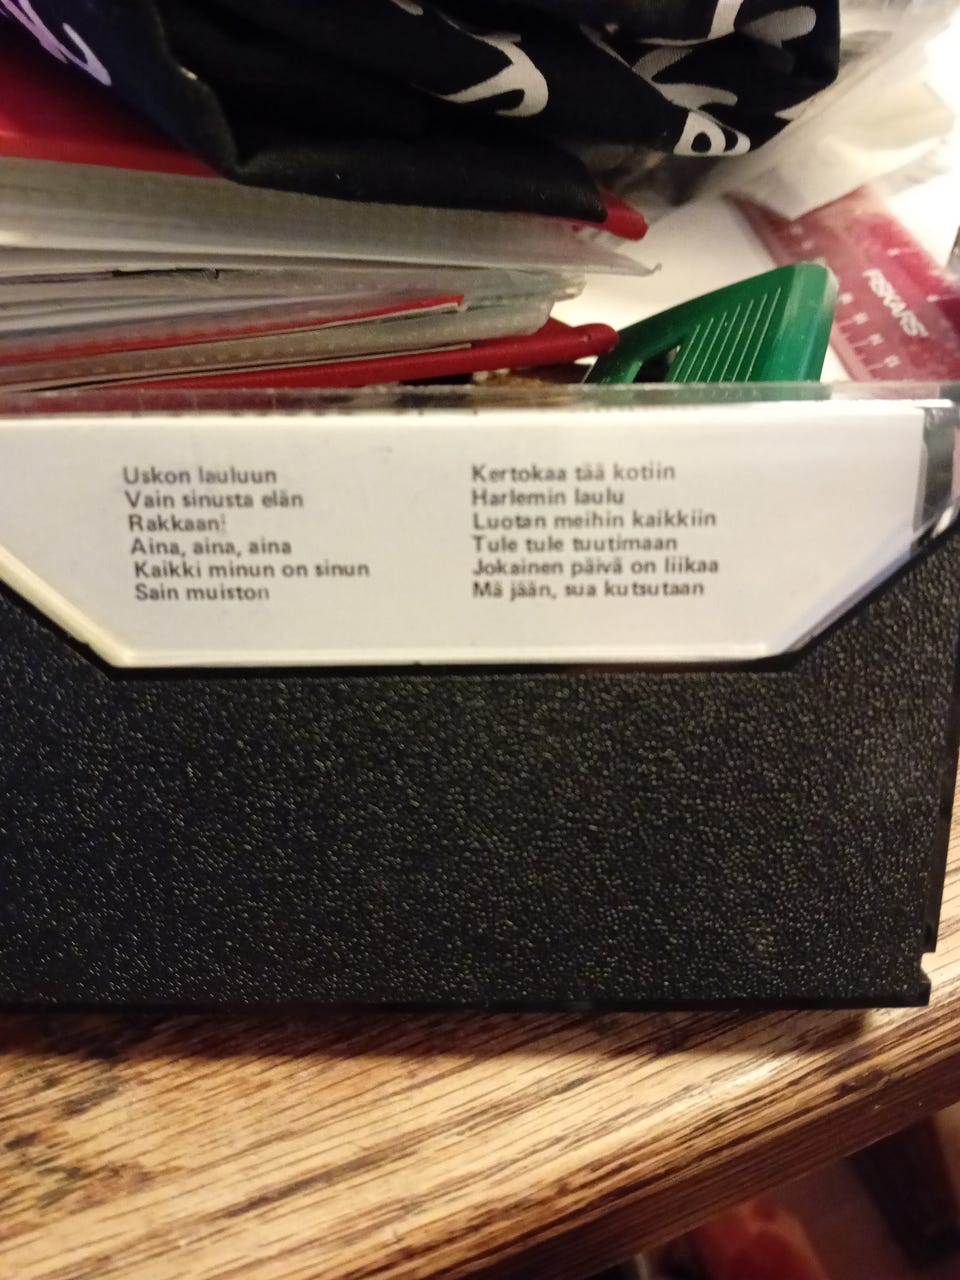 FISKARS
Uskon lauluun
Vain sinusta elän
Rakkaani
Aina, aina, aina
Kaikki minun on sinun
Sain muiston
Kertokaa tää kotiin
Harlemin laulu
Luotan meihin kaikkiin
Tule tule tuutimaan
Jokainen päivä on liikaa
Mä jään, sua kutsutaan